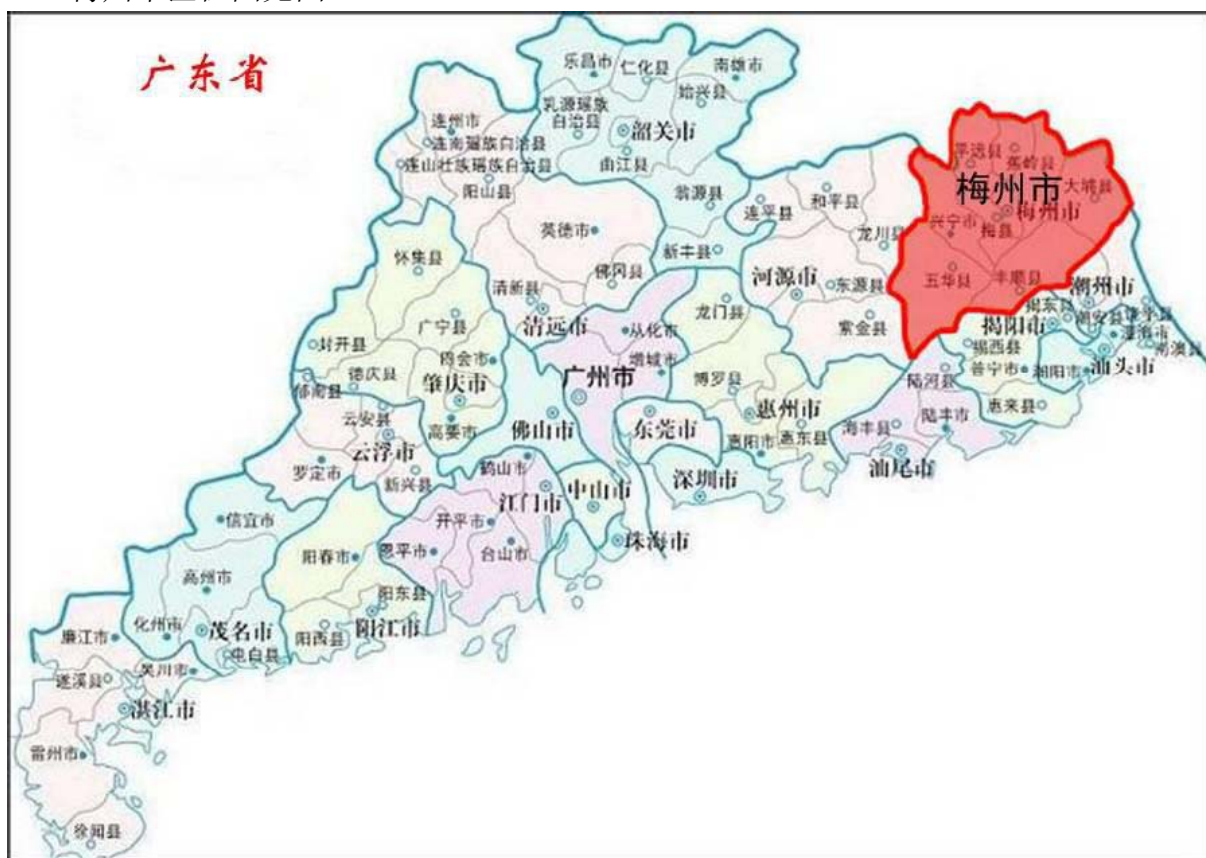 广东省
乐昌市
仁化县
南雄市
始兴县
乳源瑶族
自治县
韶关市
曲江县
翁源县
新丰县
连州市
连南瑶族自治县
连山壮族瑶族自治县
阳山县
英德市
佛冈县
清新县
清远市
连平县
和平县
龙川县
河源市
东源县
紫金县
平远县
蕉岭县
大埔县
梅州市
梅州市
兴宁市
梅县
五华县
丰顺县
潮州市
揭东县
潮安县
饶平县
揭阳市
澄海市
南澳县
揭西县
普宁市
潮阳市
汕头市
惠来县
陆河县
陆丰市
海丰县
汕尾市
怀集县
广宁县
封开县
四会市
德庆县
肇庆市
郁南县
高要市
云安县
云浮市
罗定市
新兴县
从化市
增城市
广州市
龙门县
博罗县
惠州市
惠阳市
惠东县
佛山市
东莞市
深圳市
鹤山市
江门市
中山市
珠海市
开平市
恩平市
台山市
信宜市
高州市
化州市
茂名市
电白县
阳春市
阳东县
阳西县
阳江市
廉江市
吴川市
遂溪县
湛江市
雷州市
徐闻县